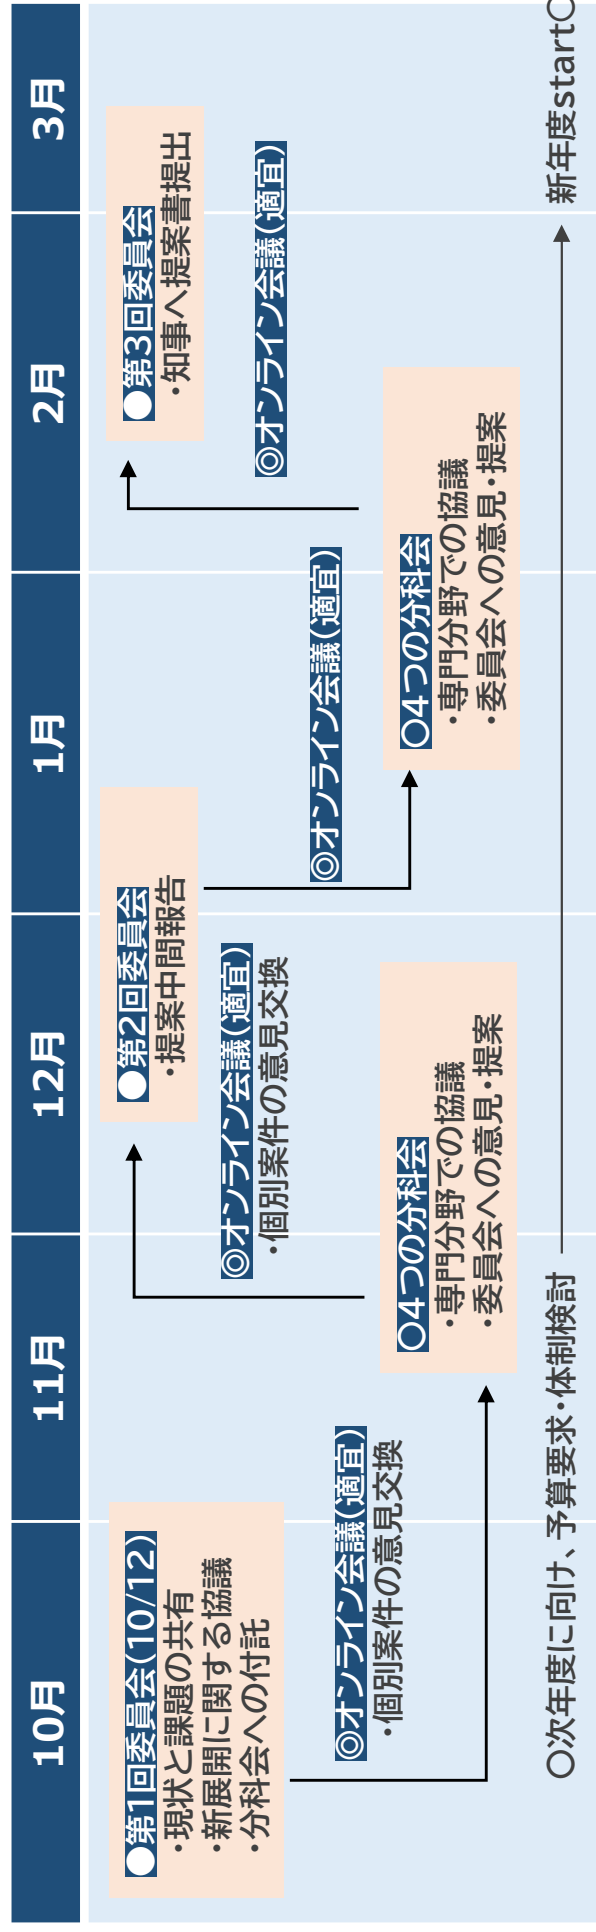 10月
11月
12月
1月
2月
3月
●第1回委員会(10/12)
・現状と課題の共有
・新展開に関する協議
・分科会への付託
◎オンライン会議(適宜)
・個別案件の意見交換
〇4つの分科会
・専門分野での協議
・委員会への意見・提案
◎オンライン会議(適宜)
・個別案件の意見交換
●第2回委員会
・提案中間報告
◎オンライン会議(適宜)
〇4つの分科会
・専門分野での協議
・委員会への意見・提案
◎オンライン会議(適宜)
●第3回委員会
・知事へ提案書提出
〇次年度に向け、予算要求・体制検討
新年度start〇